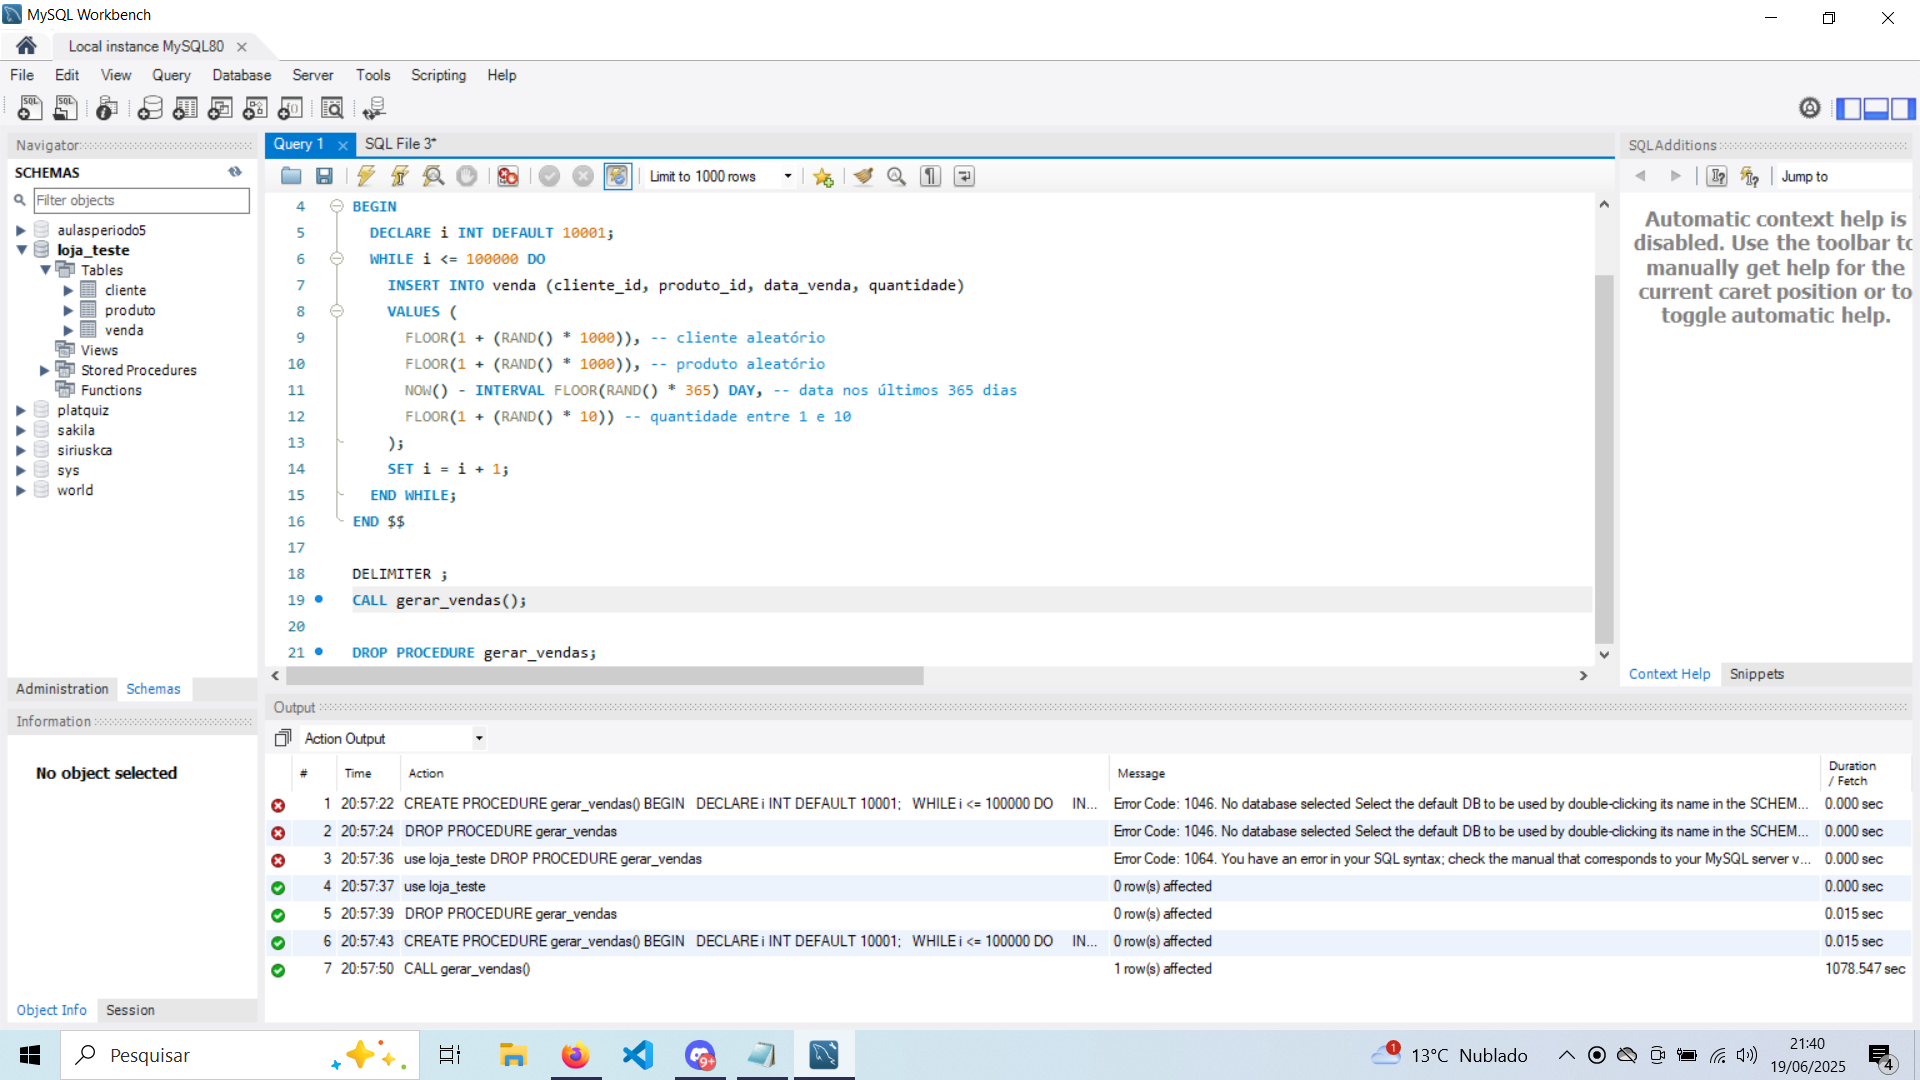 MySQL Workbench
Local instance MySQL80
File Edit View Query Database Server Tools Scripting Help
Navigator
SCHEMAS
Filter objects
aulasperiodo5
loja_teste
Tables
cliente
produto
venda
Views
Stored Procedures
Functions
platquiz
sakila
siriuskca
sys
world
Administration Schemas
Information
No object selected
Object Info Session
Query 1 SQL File 3*
Limit to 1000 rows
4 BEGIN
5 DECLARE i INT DEFAULT 10001;
6 WHILE i <= 100000 DO
7 INSERT INTO venda (cliente_id, produto_id, data_venda, quantidade)
8 VALUES (
9 FLOOR(1 + (RAND() * 1000)), -- cliente aleatório
10 FLOOR(1 + (RAND() * 1000)), -- produto aleatório
11 NOW() - INTERVAL FLOOR(RAND() * 365) DAY, -- data nos últimos 365 dias
12 FLOOR(1 + (RAND() * 10)) -- quantidade entre 1 e 10
13 );
14 SET i = i + 1;
15 END WHILE;
16 END $$
17
18 DELIMITER ;
19 CALL gerar_vendas();
20
21 DROP PROCEDURE gerar_vendas;
SQLAdditions
Jump to
Automatic context help is
disabled. Use the toolbar to
manually get help for the
current caret position or to
toggle automatic help.
Context Help Snippets
Output
Action Output
# Time Action Message Duration / Fetch
1 20:57:22 CREATE PROCEDURE gerar_vendas() BEGIN DECLARE i INT DEFAULT 10001; WHILE i <= 100000 DO IN... Error Code: 1046. No database selected Select the default DB to be used by double-clicking its name in the SCHEM... 0.000 sec
2 20:57:24 DROP PROCEDURE gerar_vendas Error Code: 1046. No database selected Select the default DB to be used by double-clicking its name in the SCHEM... 0.000 sec
3 20:57:36 use loja_teste DROP PROCEDURE gerar_vendas Error Code: 1064. You have an error in your SQL syntax; check the manual that corresponds to your MySQL server v... 0.000 sec
4 20:57:37 use loja_teste 0 row(s) affected 0.000 sec
5 20:57:39 DROP PROCEDURE gerar_vendas 0 row(s) affected 0.015 sec
6 20:57:43 CREATE PROCEDURE gerar_vendas() BEGIN DECLARE i INT DEFAULT 10001; WHILE i <= 100000 DO IN... 0 row(s) affected 0.015 sec
7 20:57:50 CALL gerar_vendas() 1 row(s) affected 1078.547 sec
Pesquisar
9+
1
13°C Nublado
21:40
19/06/2025
4